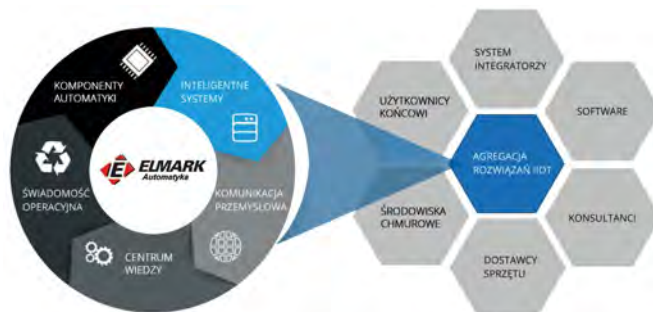 KOMPONENTY
AUTOMATYKI
INTELIGENTNE
SYSTEMY
ŚWIADOMOŚĆ
OPERACYJNA
ELMARK
Automatyka
KOMUNIKACJA
PRZEMYSŁOWA
CENTRUM
WIEDZY
SYSTEM
INTEGRATORZY
UŻYTKOWNICY
KOŃCOWI
SOFTWARE
AGREGACJA
ROZWIĄZAŃ IIOT
ŚRODOWISKA
CHMUROWE
KONSULTANCI
DOSTAWCY
SPRZĘTU